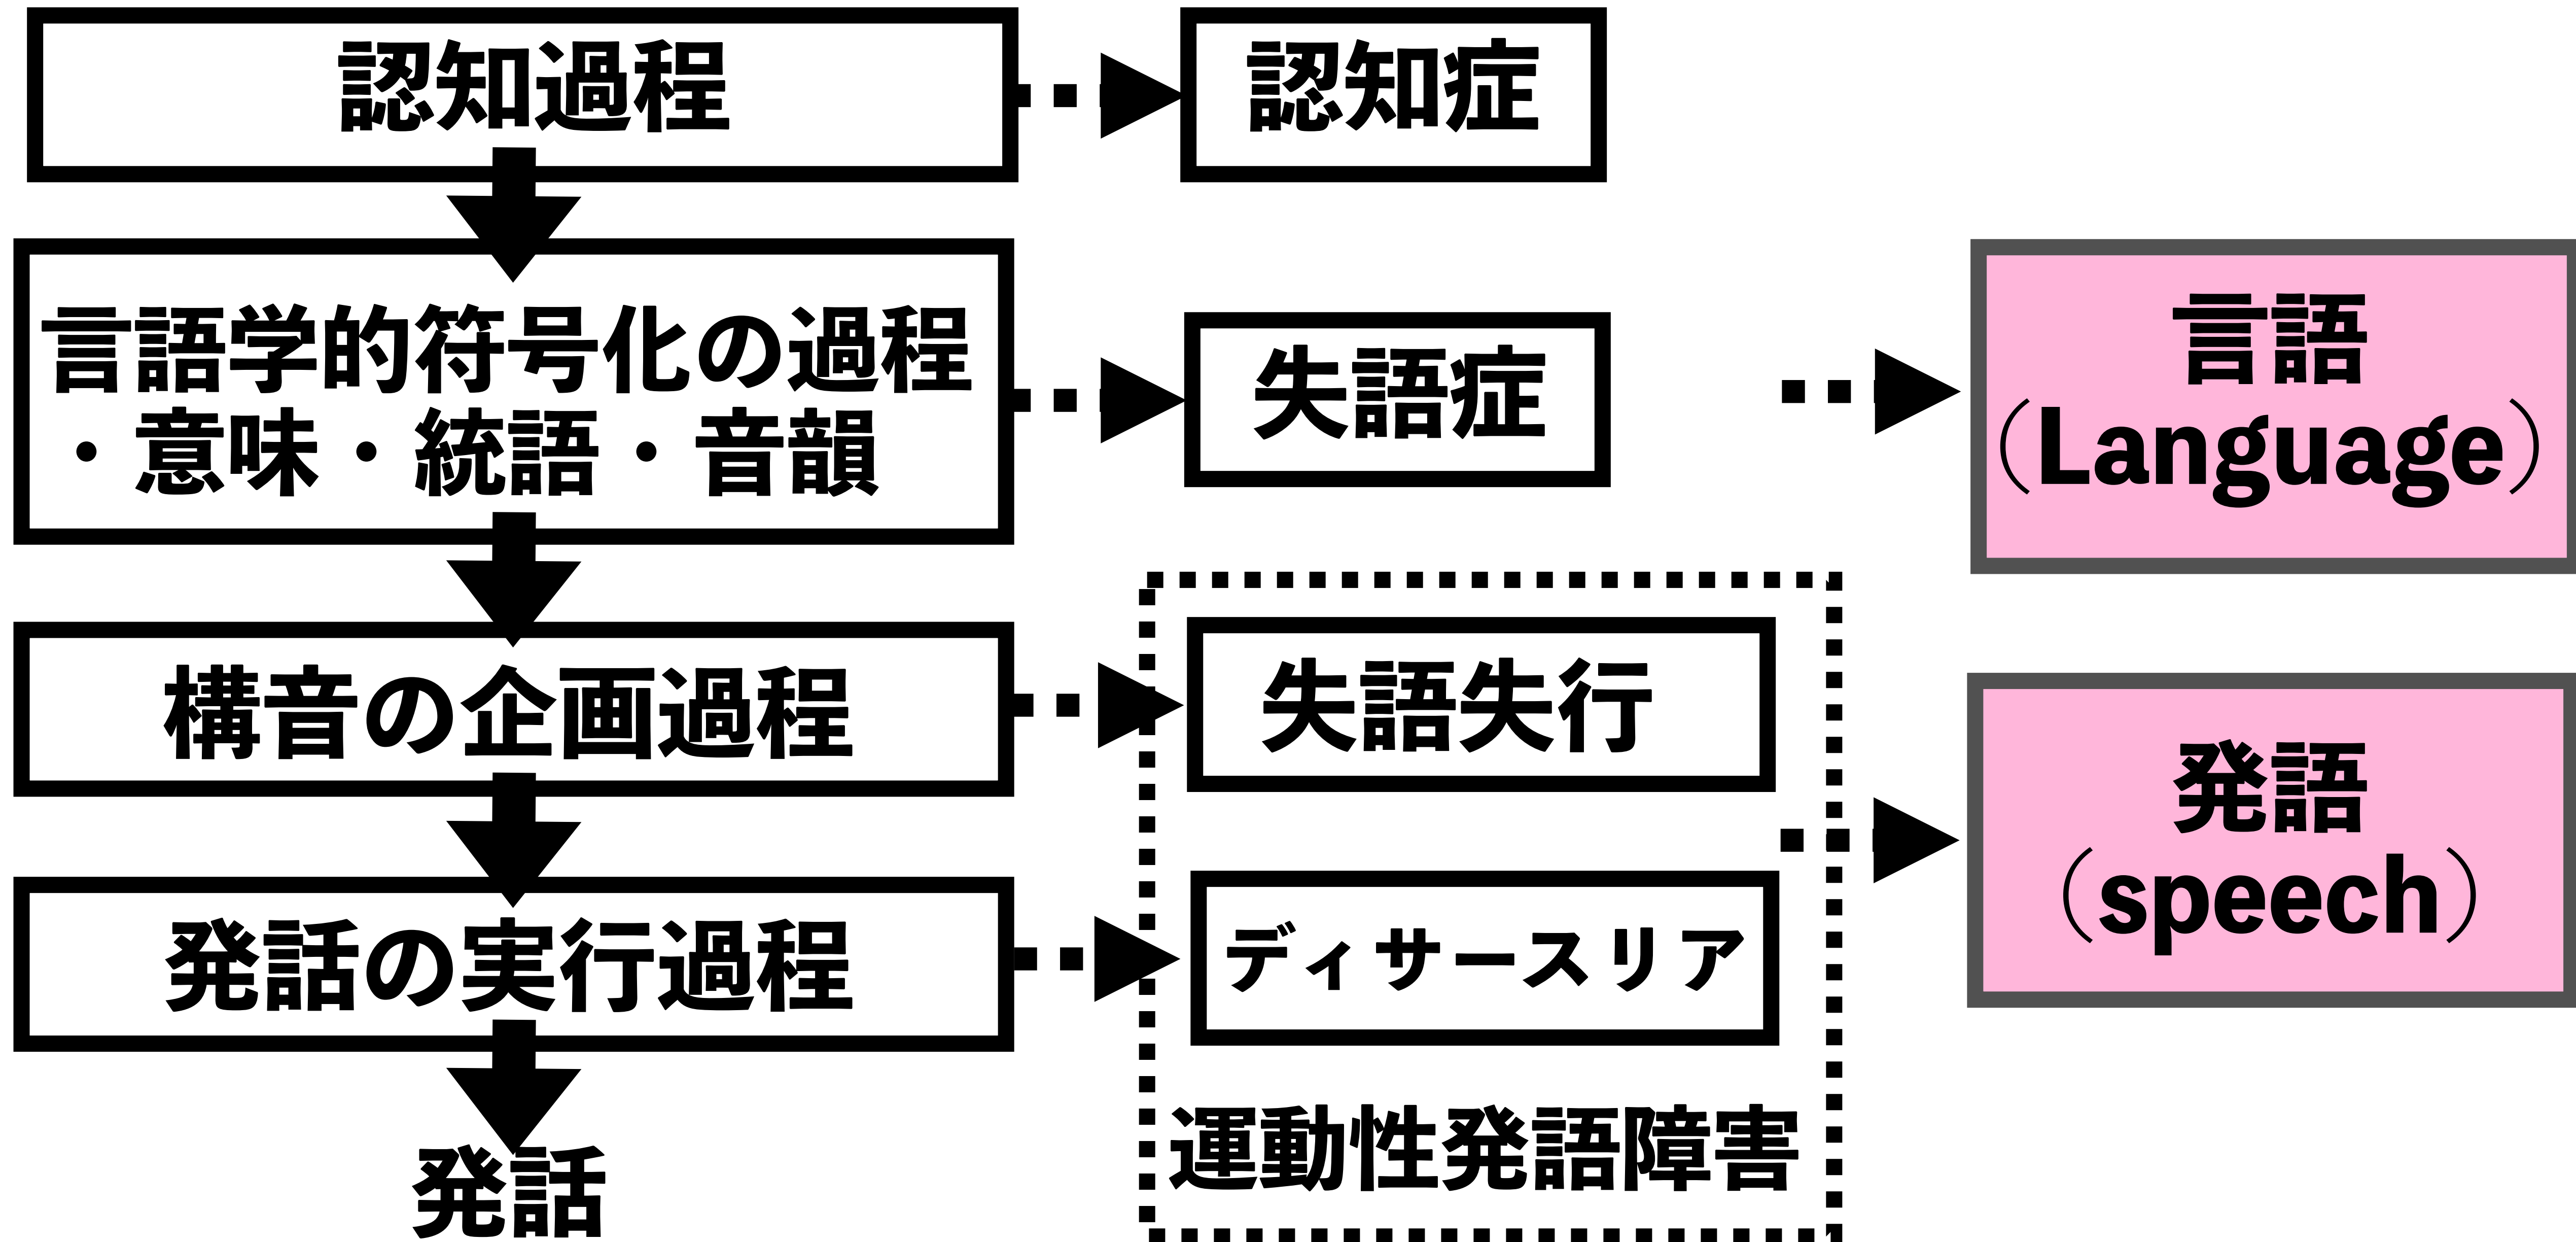 認知過程
認知症
言語学的符号化の過程
・意味・統語・音韻
失語症
言語
（Language）
構音の企画過程
失語失行
発語
（speech）
発話の実行過程
ディサースリア
運動性発語障害
発話